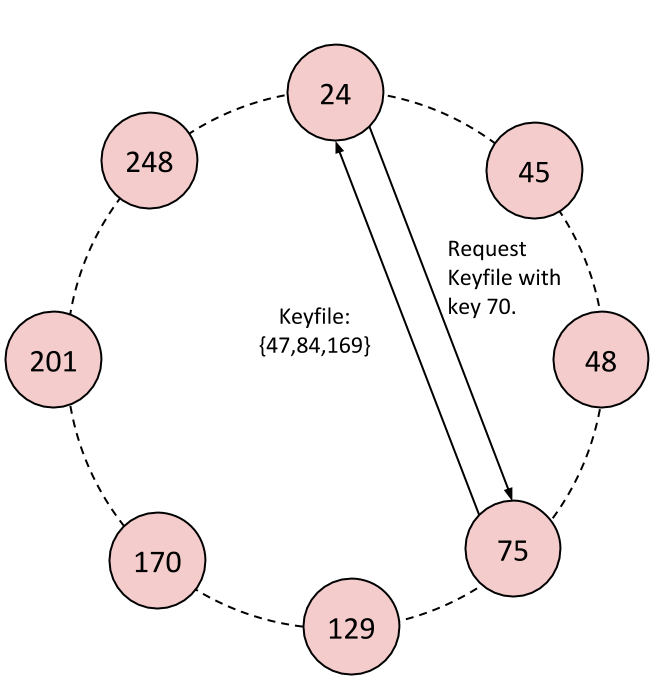 24
248
45
Request
Keyfile with
key 70.
Keyfile:
{47,84,169}
201
48
75
170
129